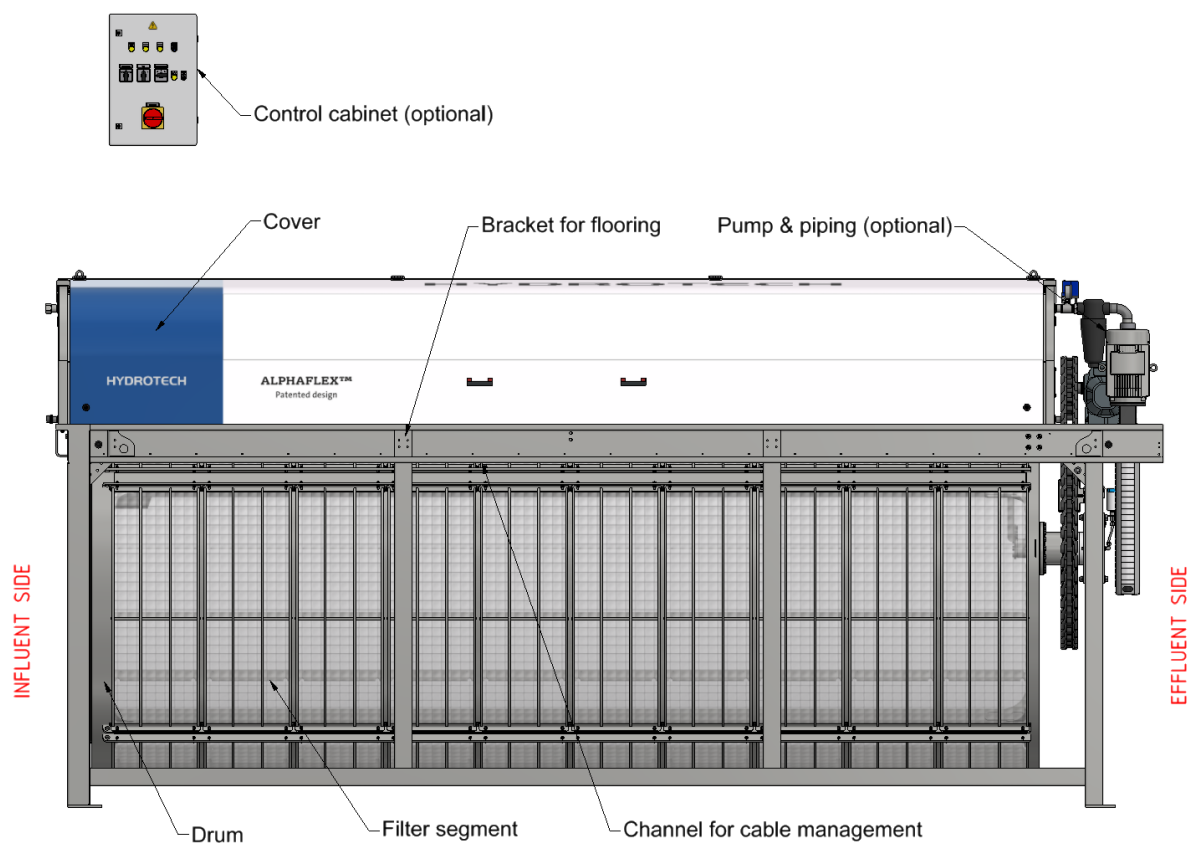 Control cabinet (optional)
Cover
Bracket for flooring
Pump & piping (optional)
HYDROTECH
HYDROTECH
ALPHAFLEX™
Patented design
INFLUENT SIDE
EFFLUENT SIDE
Drum
Filter segment
Channel for cable management